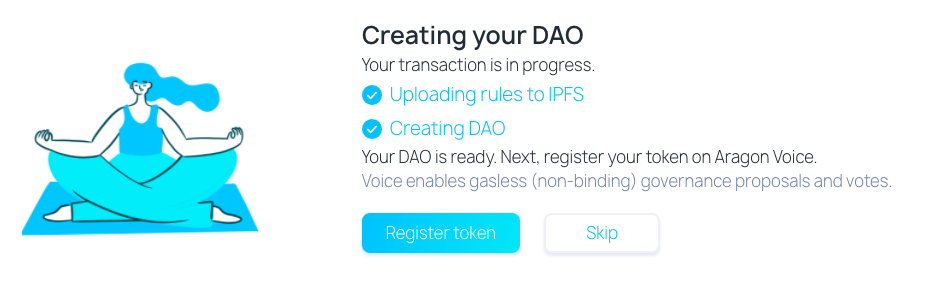 Creating your DAO
Your transaction is in progress.
Uploading rules to IPFS
Creating DAO
Your DAO is ready. Next, register your token on Aragon Voice.
Voice enables gasless (non-binding) governance proposals and votes.
Register token
Skip